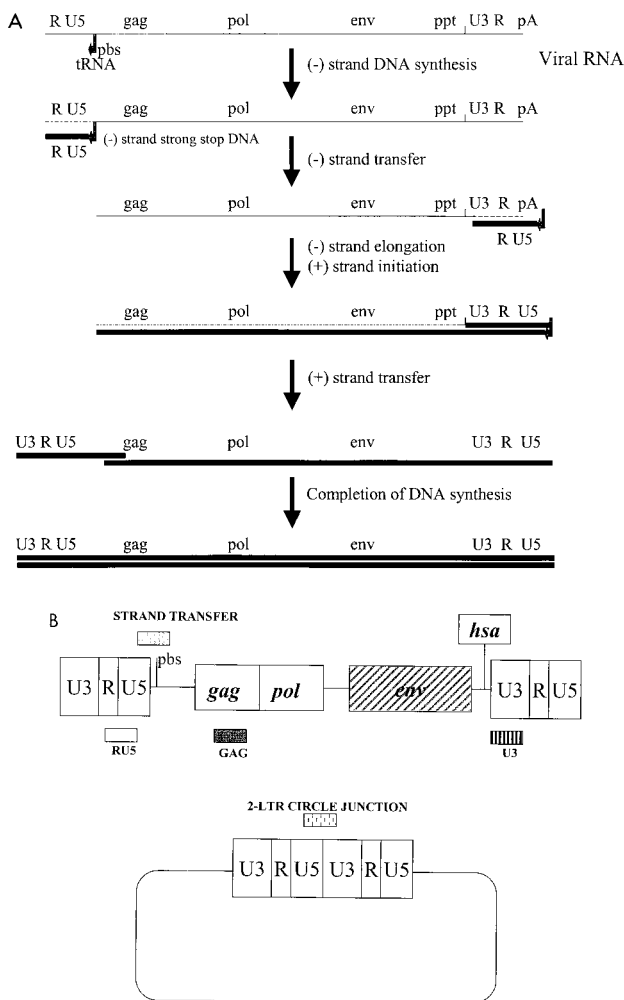 A
R U5 gag pol env ppt U3 R pA
pbs
tRNA
(-) strand DNA synthesis
Viral RNA
R U5 gag pol env ppt U3 R pA
R U5
(-) strand strong stop DNA
(-) strand transfer
gag pol env ppt U3 R pA
R U5
(-) strand elongation
(+) strand initiation
gag pol env ppt U3 R U5
(+) strand transfer
U3 R U5 gag pol env U3 R U5
Completion of DNA synthesis
U3 R U5 gag pol env U3 R U5
B
STRAND TRANSFER
hsa
pbs
U3 R U5 gag pol env U3 R U5
RU5 GAG U3
2-LTR CIRCLE JUNCTION
U3 R U5 U3 R U5